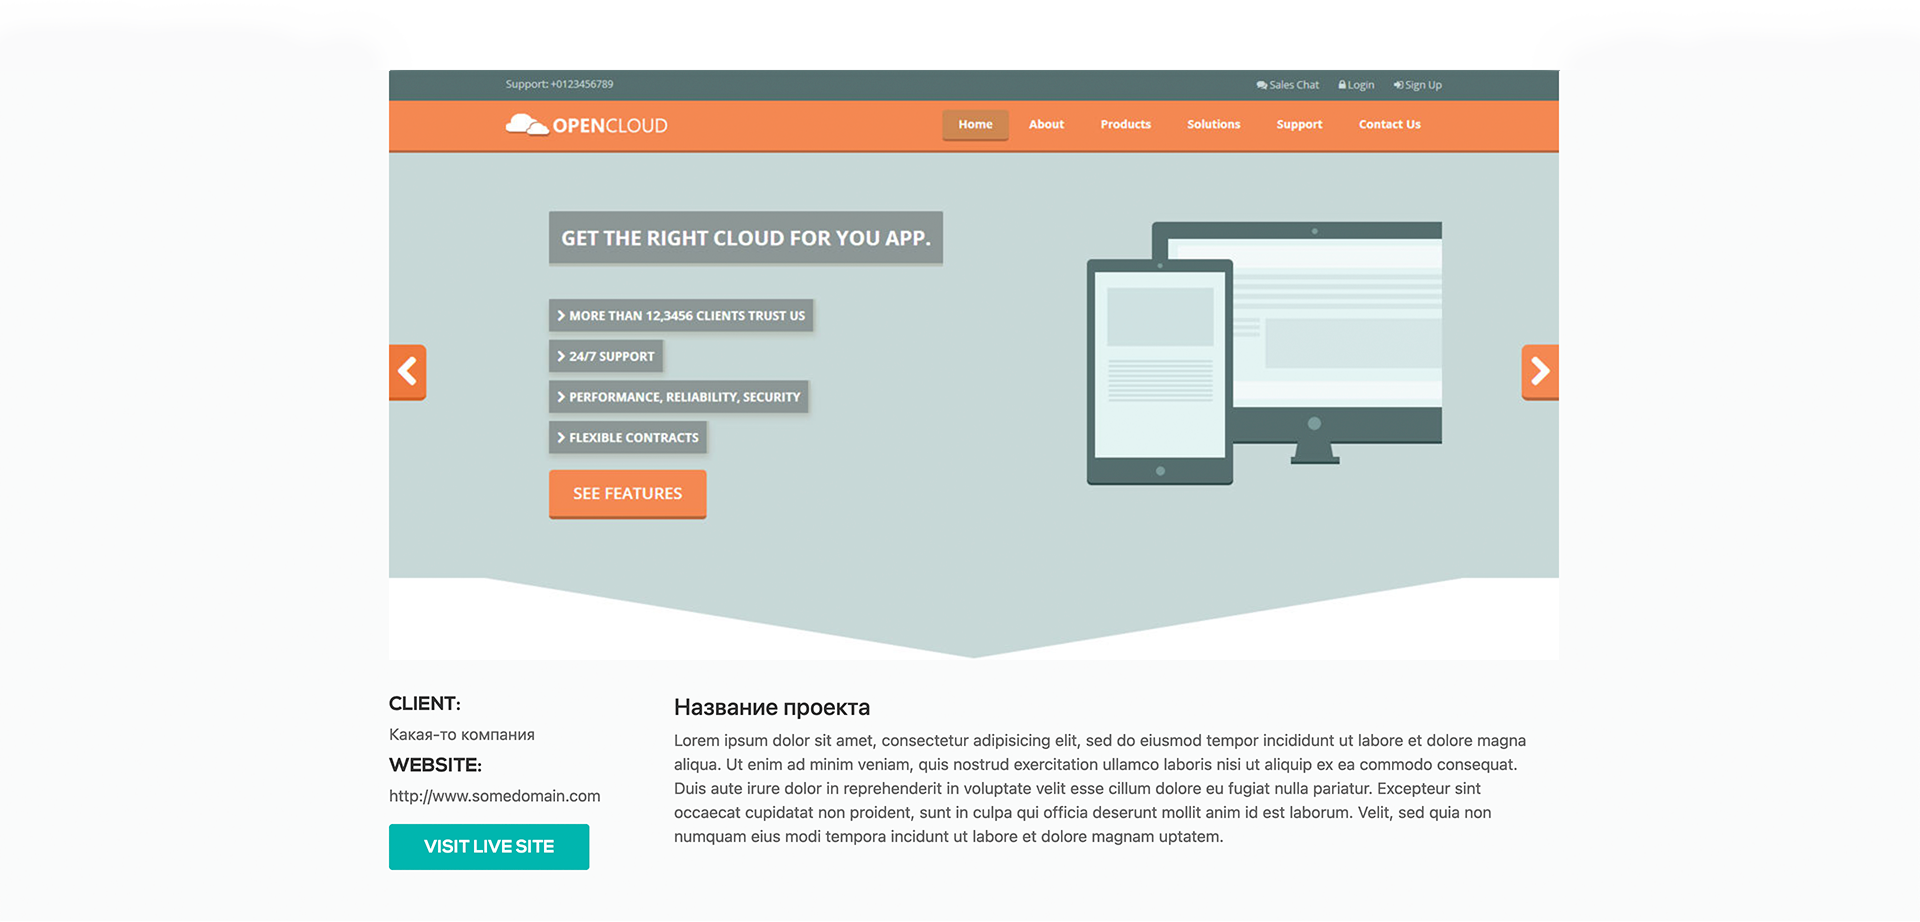 Support: +0123456789
Sales Chat Login Sign Up
OPENCLOUD
Home About Products Solutions Support Contact Us
GET THE RIGHT CLOUD FOR YOU APP.
MORE THAN 12,3456 CLIENTS TRUST US
24/7 SUPPORT
PERFORMANCE, RELIABILITY, SECURITY
FLEXIBLE CONTRACTS
SEE FEATURES
CLIENT:
Какая-то компания
WEBSITE:
http://www.somedomain.com
VISIT LIVE SITE
Название проекта
Lorem ipsum dolor sit amet, consectetur adipisicing elit, sed do eiusmod tempor incididunt ut labore et dolore magna
aliqua. Ut enim ad minim veniam, quis nostrud exercitation ullamco laboris nisi ut aliquip ex ea commodo consequat.
Duis aute irure dolor in reprehenderit in voluptate velit esse cillum dolore eu fugiat nulla pariatur. Excepteur sint
occaecat cupidatat non proident, sunt in culpa qui officia deserunt mollit anim id est laborum. Velit, sed quia non
numquam eius modi tempora incidunt ut labore et dolore magnam uptatem.